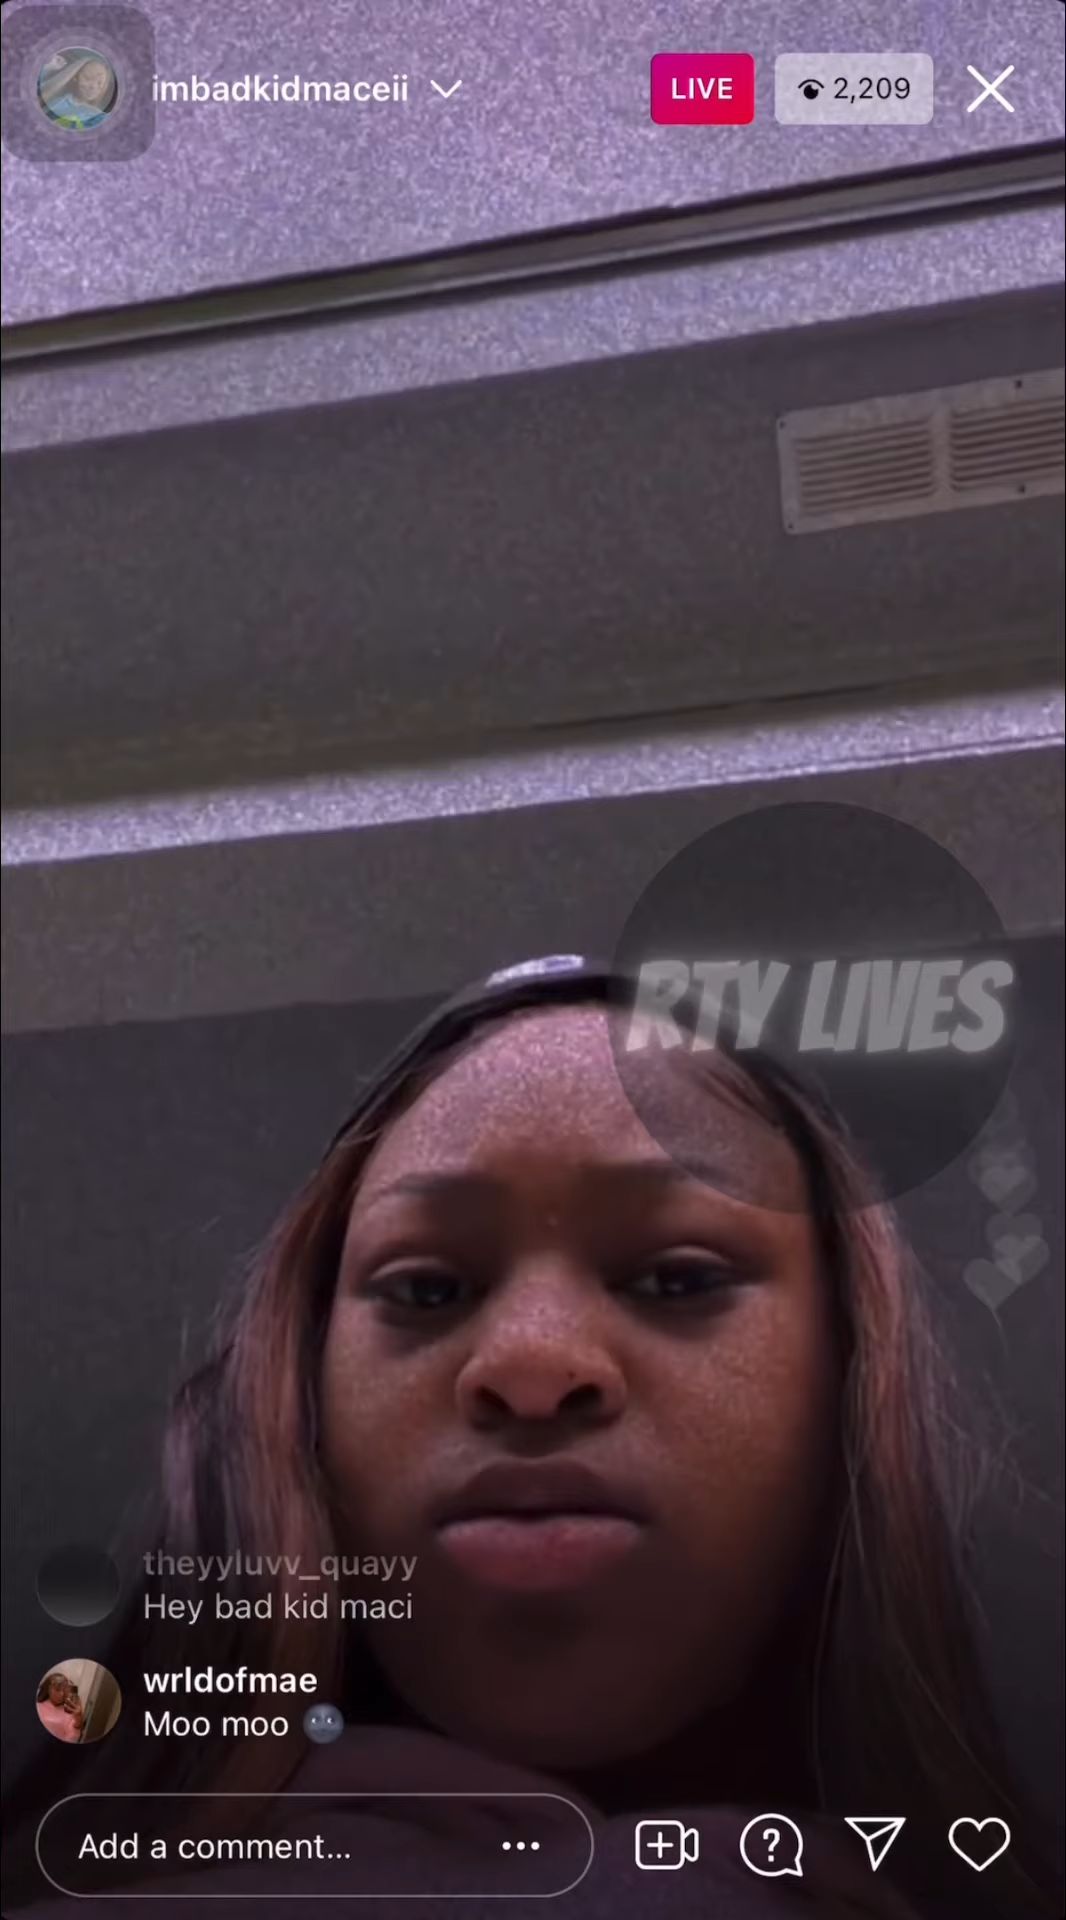 imbadkidmaceii
LIVE
2,209
RTY LIVES
theyyluvv_quayy
Hey bad kid maci
wrldofmae
Moo moo 🌚
Add a comment...